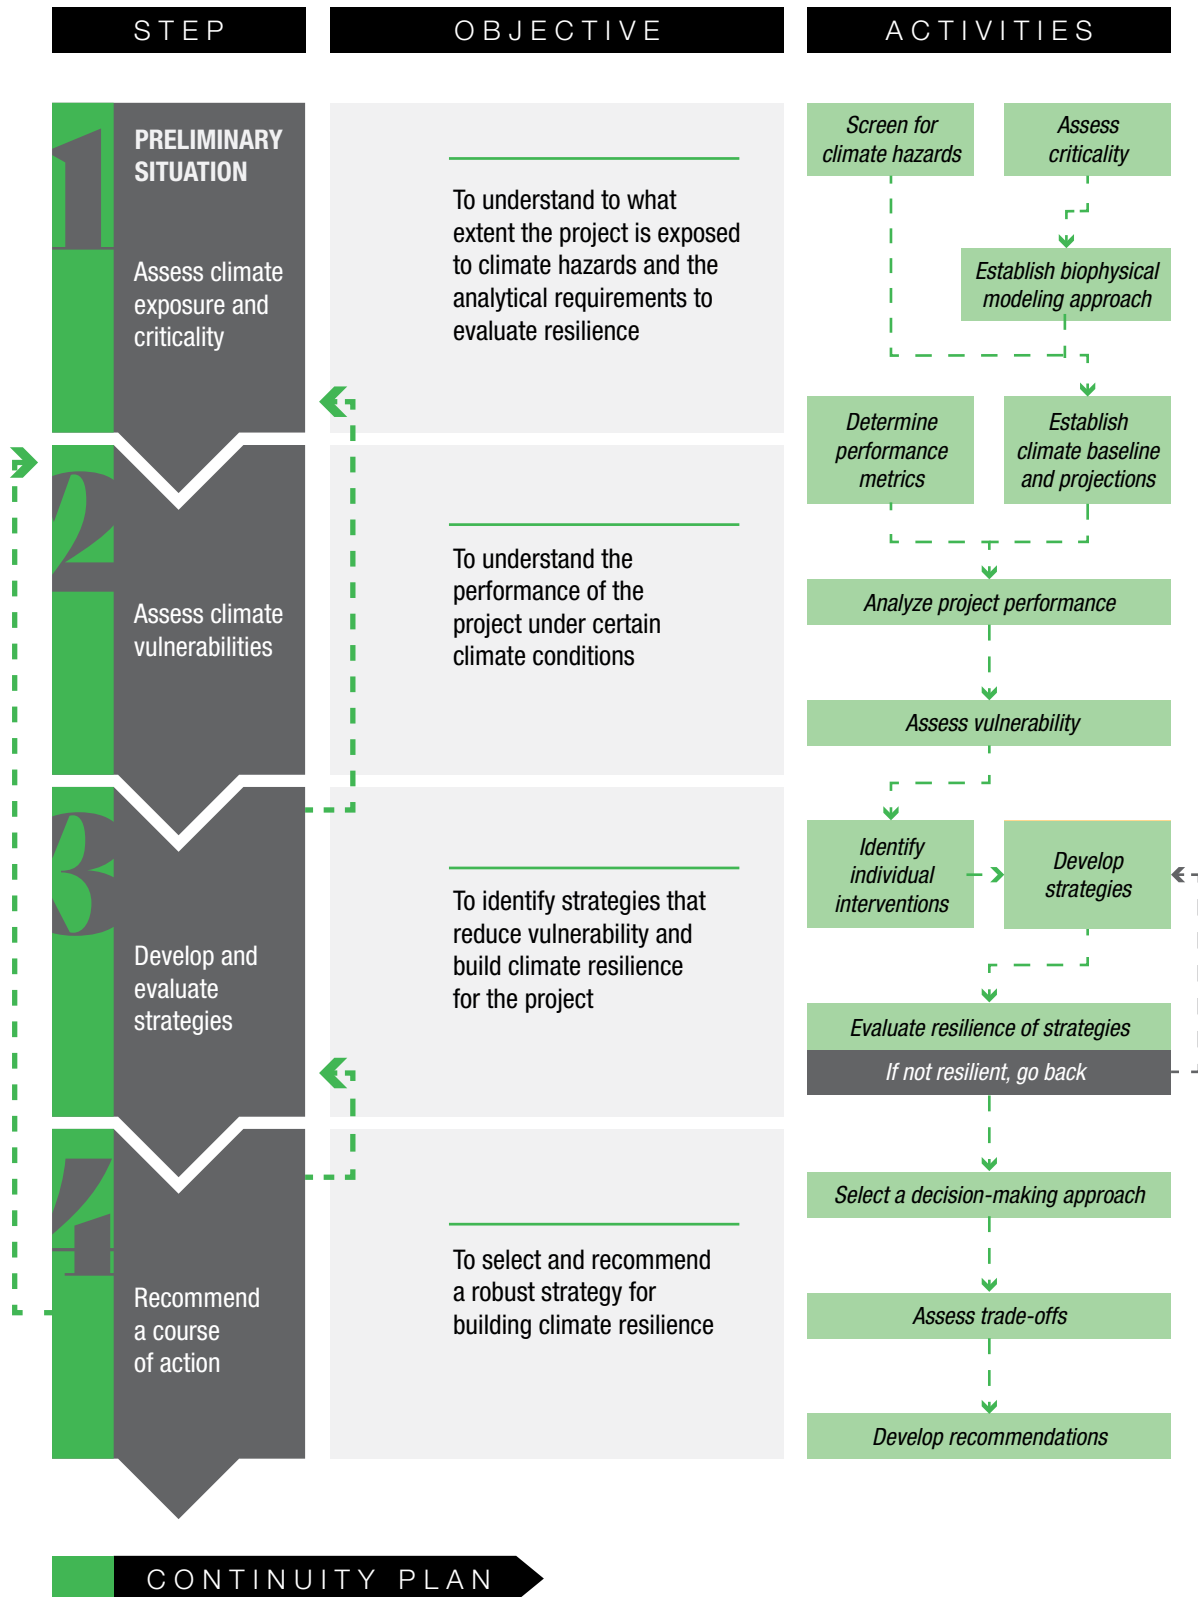 STEP
OBJECTIVE
ACTIVITIES
1
PRELIMINARY
SITUATION
Assess climate
exposure and
criticality
To understand to what
extent the project is exposed
to climate hazards and the
analytical requirements to
evaluate resilience
Screen for
climate hazards
Assess
criticality
Establish biophysical
modeling approach
2
Assess climate
vulnerabilities
To understand the
performance of the
project under certain
climate conditions
Determine
performance
metrics
Establish
climate baseline
and projections
Analyze project performance
Assess vulnerability
3
Develop and
evaluate
strategies
To identify strategies that
reduce vulnerability and
build climate resilience
for the project
Identify
individual
interventions
Develop
strategies
Evaluate resilience of strategies
If not resilient, go back
4
Recommend
a course
of action
To select and recommend
a robust strategy for
building climate resilience
Select a decision-making approach
Assess trade-offs
Develop recommendations
CONTINUITY PLAN